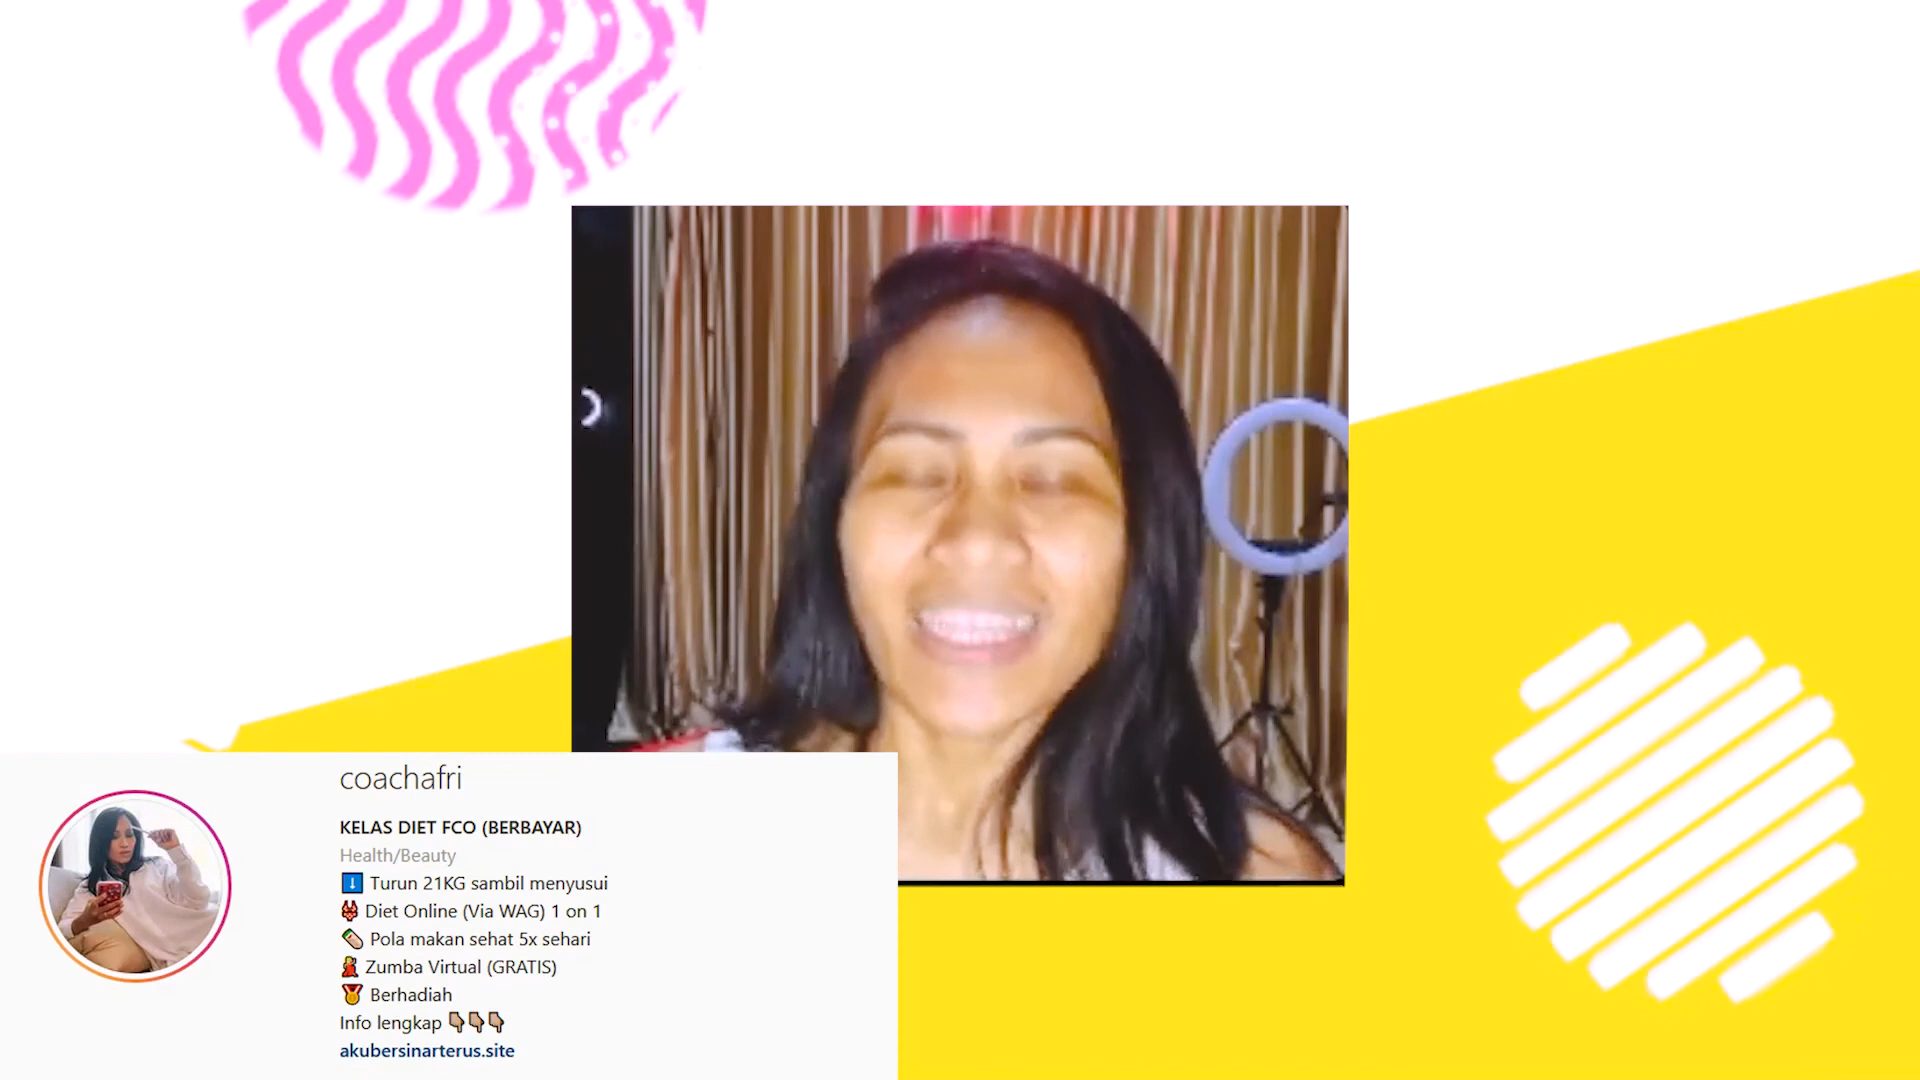 coachafri
KELAS DIET FCO (BERBAYAR)
Health/Beauty
Turun 21KG sambil menyusui
Diet Online (Via WAG) 1 on 1
Pola makan sehat 5x sehari
Zumba Virtual (GRATIS)
Berhadiah
Info lengkap
akubersinarterus.site